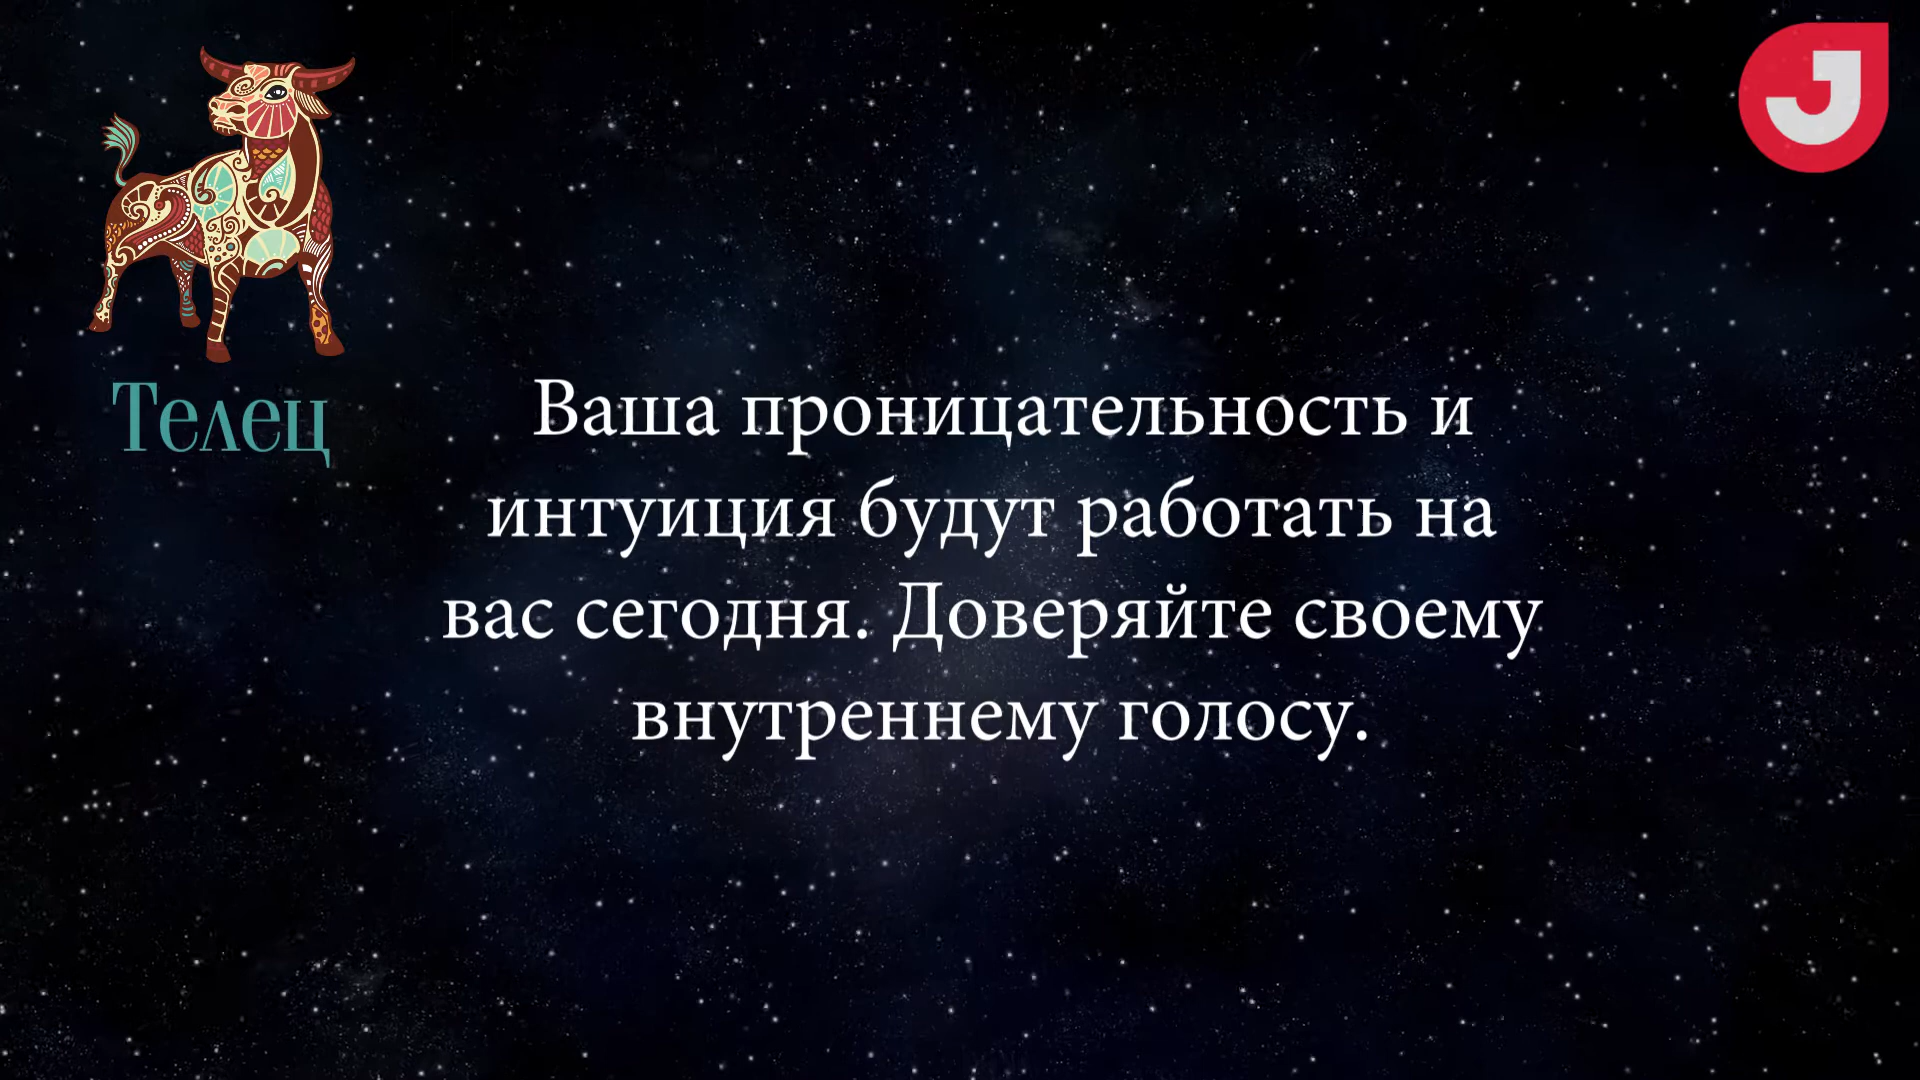 J
Телец
Ваша проницательность и
интуиция будут работать на
вас сегодня. Доверяйте своему
внутреннему голосу.